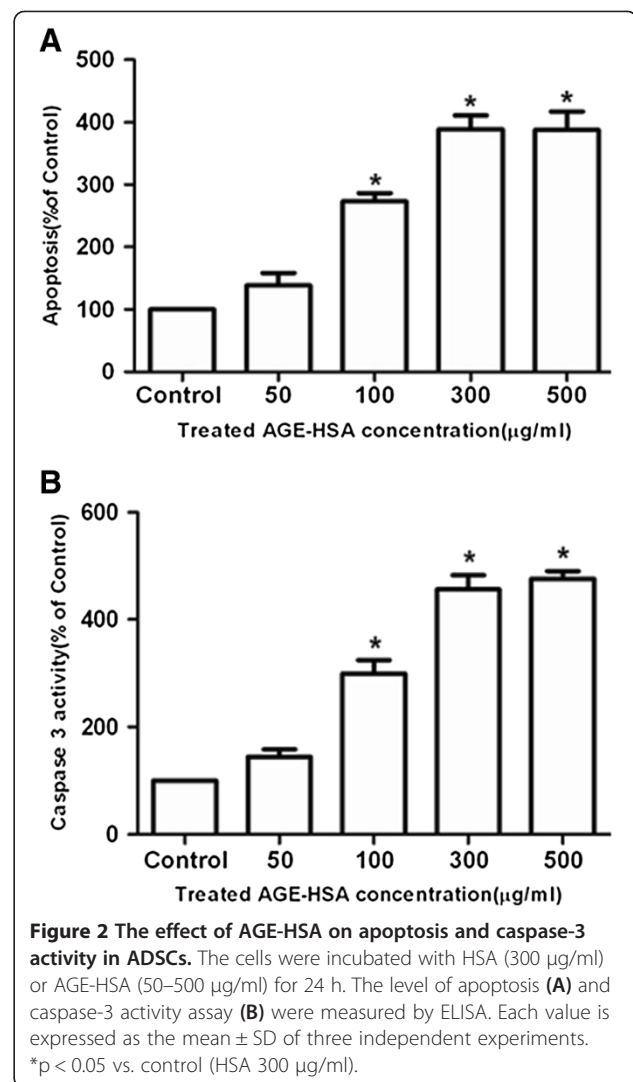 A
500
400
300
200
100
0
Apoptosis(%of Control)
* * *
Control 50 100 300 500
Treated AGE-HSA concentration(µg/ml)
B
600
400
200
0
Caspase 3 activity(% of Control)
* * *
Control 50 100 300 500
Treated AGE-HSA concentration(µg/ml)
Figure 2 The effect of AGE-HSA on apoptosis and caspase-3
activity in ADSCs. The cells were incubated with HSA (300 µg/ml)
or AGE-HSA (50–500 µg/ml) for 24 h. The level of apoptosis (A) and
caspase-3 activity assay (B) were measured by ELISA. Each value is
expressed as the mean ± SD of three independent experiments.
*p < 0.05 vs. control (HSA 300 µg/ml).